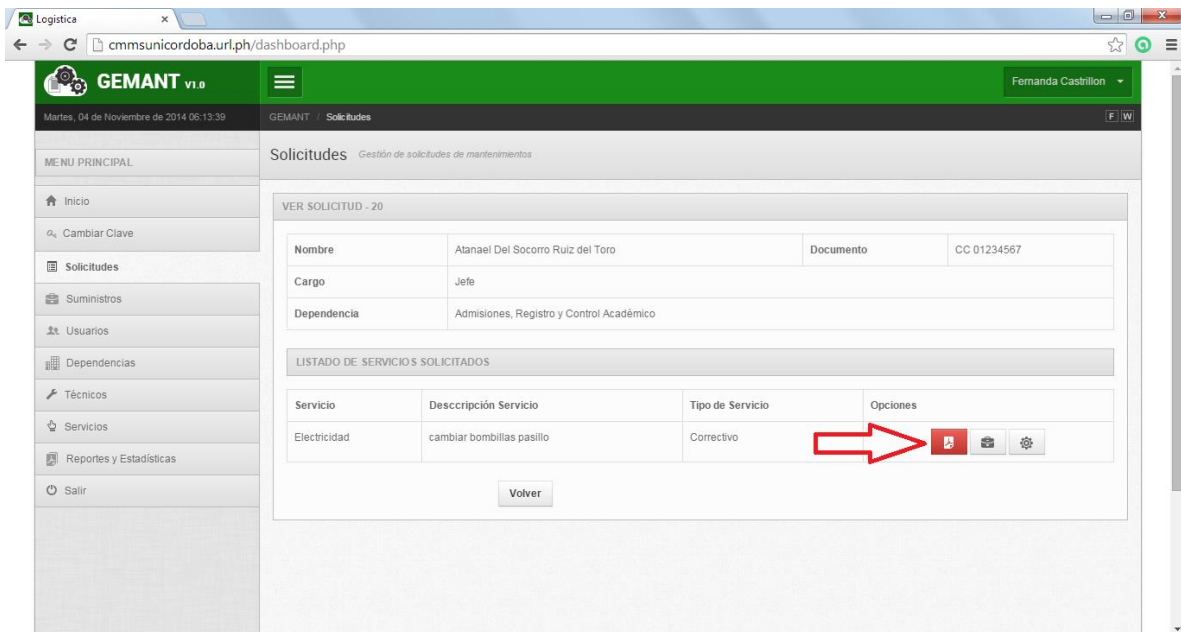 Logistica
cmmsunicordoba.url.ph/dashboard.php
GEMANT V1.0
Fernanda Castrillon
Martes, 04 de Noviembre de 2014 06:13:39
GEMANT / Solicitudes
F W
MENU PRINCIPAL
Solicitudes Gestión de solicitudes de mantenimientos
Inicio
Cambiar Clave
Solicitudes
Suministros
Usuarios
Dependencias
Técnicos
Servicios
Reportes y Estadísticas
Salir
VER SOLICITUD - 20
Nombre Atanael Del Socorro Ruiz del Toro Documento CC 01234567
Cargo Jefe
Dependencia Admisiones, Registro y Control Académico
LISTADO DE SERVICIOS SOLICITADOS
Servicio Desccripción Servicio Tipo de Servicio Opciones
Electricidad cambiar bombillas pasillo Correctivo
Volver